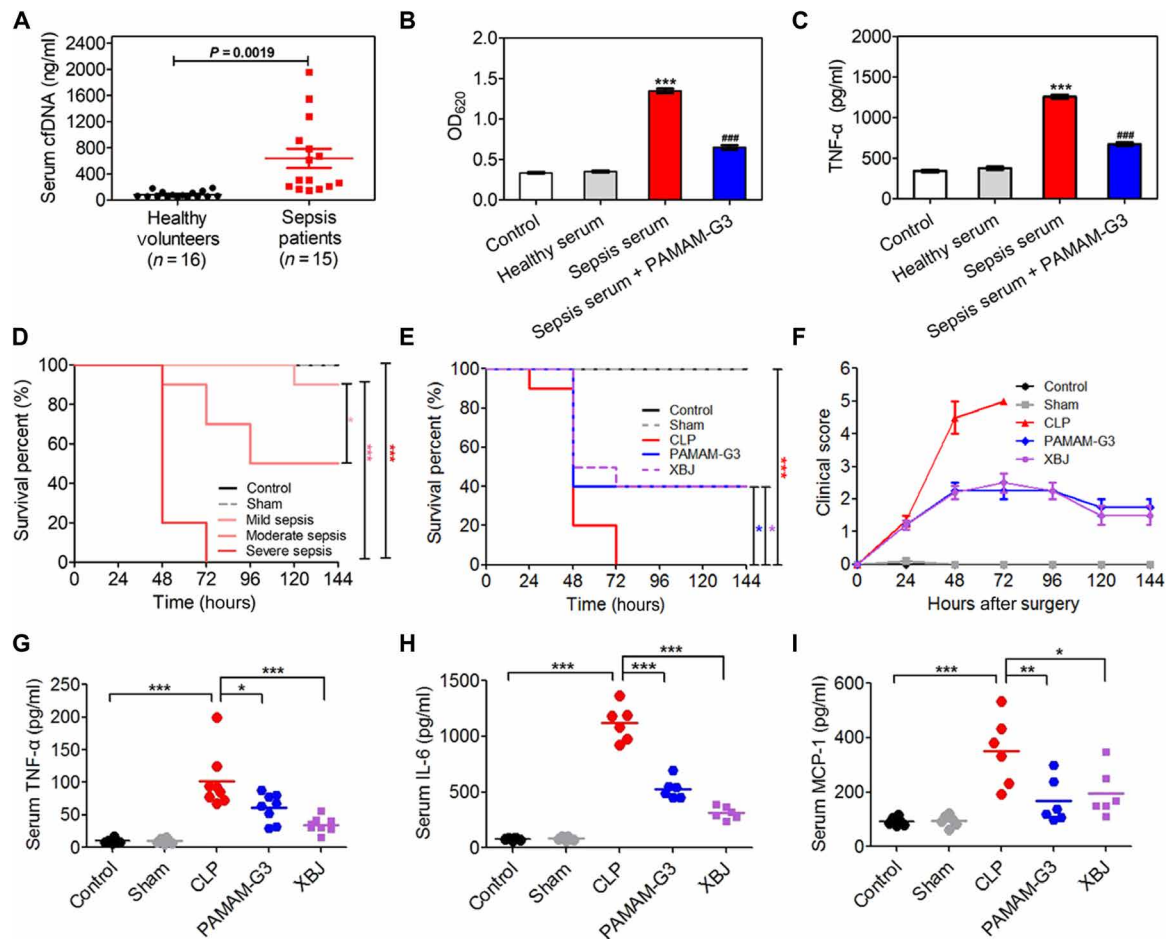 A
Serum cfDNA (ng/ml)
2400
2000
1600
1200
800
400
0
P = 0.0019
Healthy
volunteers
(n = 16)
Sepsis
patients
(n = 15)
B
OD620
2.0
1.5
1.0
0.5
0.0
***
###
Control
Healthy serum
Sepsis serum
Sepsis serum + PAMAM-G3
C
TNF-α (pg/ml)
2000
1500
1000
500
0
***
###
Control
Healthy serum
Sepsis serum
Sepsis serum + PAMAM-G3
D
Survival percent (%)
100
80
60
40
20
0
Control
Sham
Mild sepsis
Moderate sepsis
Severe sepsis
*
***
***
0 24 48 72 96 120 144
Time (hours)
E
Survival percent (%)
100
80
60
40
20
0
Control
Sham
CLP
PAMAM-G3
XBJ
***
*
*
0 24 48 72 96 120 144
Time (hours)
F
Clinical score
6
5
4
3
2
1
0
Control
Sham
CLP
PAMAM-G3
XBJ
0 24 48 72 96 120 144
Hours after surgery
G
Serum TNF-α (pg/ml)
250
200
150
100
50
0
***
***
*
Control
Sham
CLP
PAMAM-G3
XBJ
H
Serum IL-6 (pg/ml)
1500
1000
500
0
***
***
***
Control
Sham
CLP
PAMAM-G3
XBJ
I
Serum MCP-1 (pg/ml)
600
400
200
0
*
***
**
Control
Sham
CLP
PAMAM-G3
XBJ